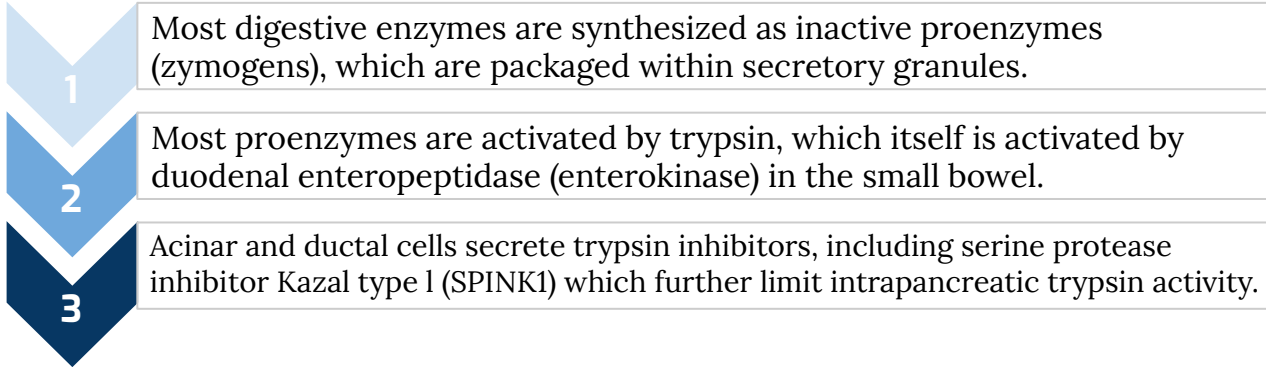 1
Most digestive enzymes are synthesized as inactive proenzymes
(zymogens), which are packaged within secretory granules.
2
Most proenzymes are activated by trypsin, which itself is activated by
duodenal enteropeptidase (enterokinase) in the small bowel.
3
Acinar and ductal cells secrete trypsin inhibitors, including serine protease
inhibitor Kazal type l (SPINK1) which further limit intrapancreatic trypsin activity.